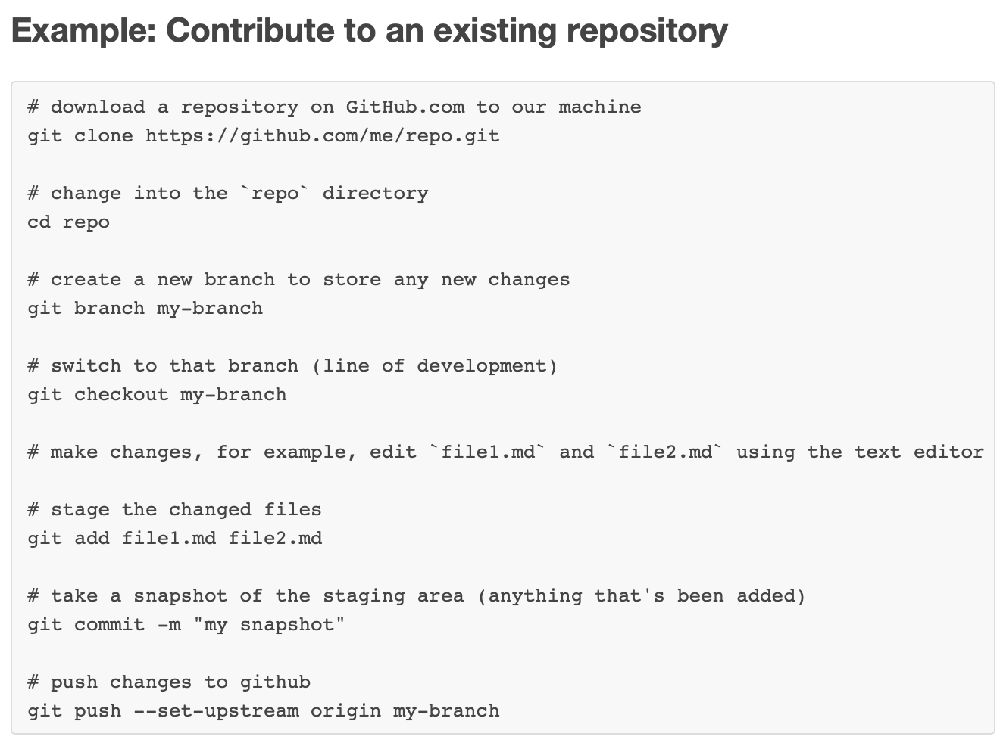 Example: Contribute to an existing repository
# download a repository on GitHub.com to our machine
git clone https://github.com/me/repo.git
# change into the `repo` directory
cd repo
# create a new branch to store any new changes
git branch my-branch
# switch to that branch (line of development)
git checkout my-branch
# make changes, for example, edit `file1.md` and `file2.md` using the text editor
# stage the changed files
git add file1.md file2.md
# take a snapshot of the staging area (anything that's been added)
git commit -m "my snapshot"
# push changes to github
git push --set-upstream origin my-branch